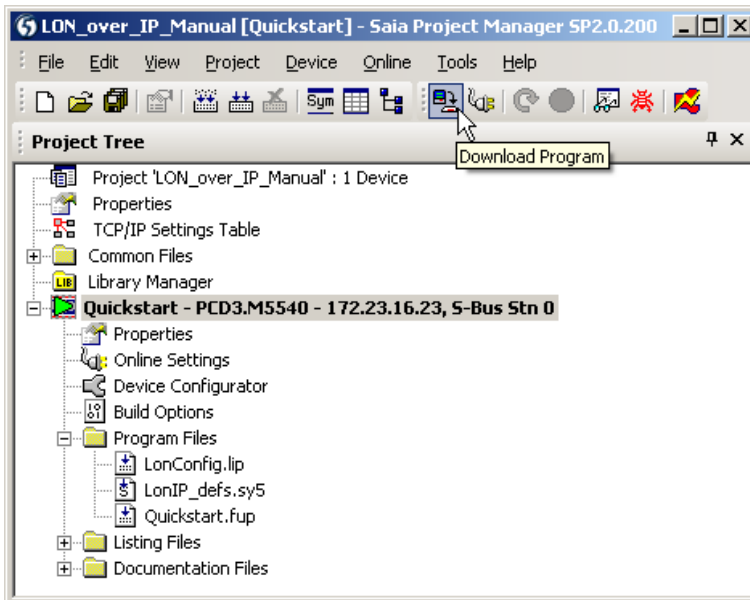 LON_over_IP_Manual [Quickstart] - Saia Project Manager SP2.0.200
File Edit View Project Device Online Tools Help
Sym
Project Tree
Download Program
Project 'LON_over_IP_Manual' : 1 Device
Properties
TCP/IP Settings Table
Common Files
LIB Library Manager
Quickstart - PCD3.M5540 - 172.23.16.23, S-Bus Stn 0
Properties
Online Settings
Device Configurator
Build Options
Program Files
LonConfig.lip
S LonIP_defs.sy5
Quickstart.fup
Listing Files
Documentation Files